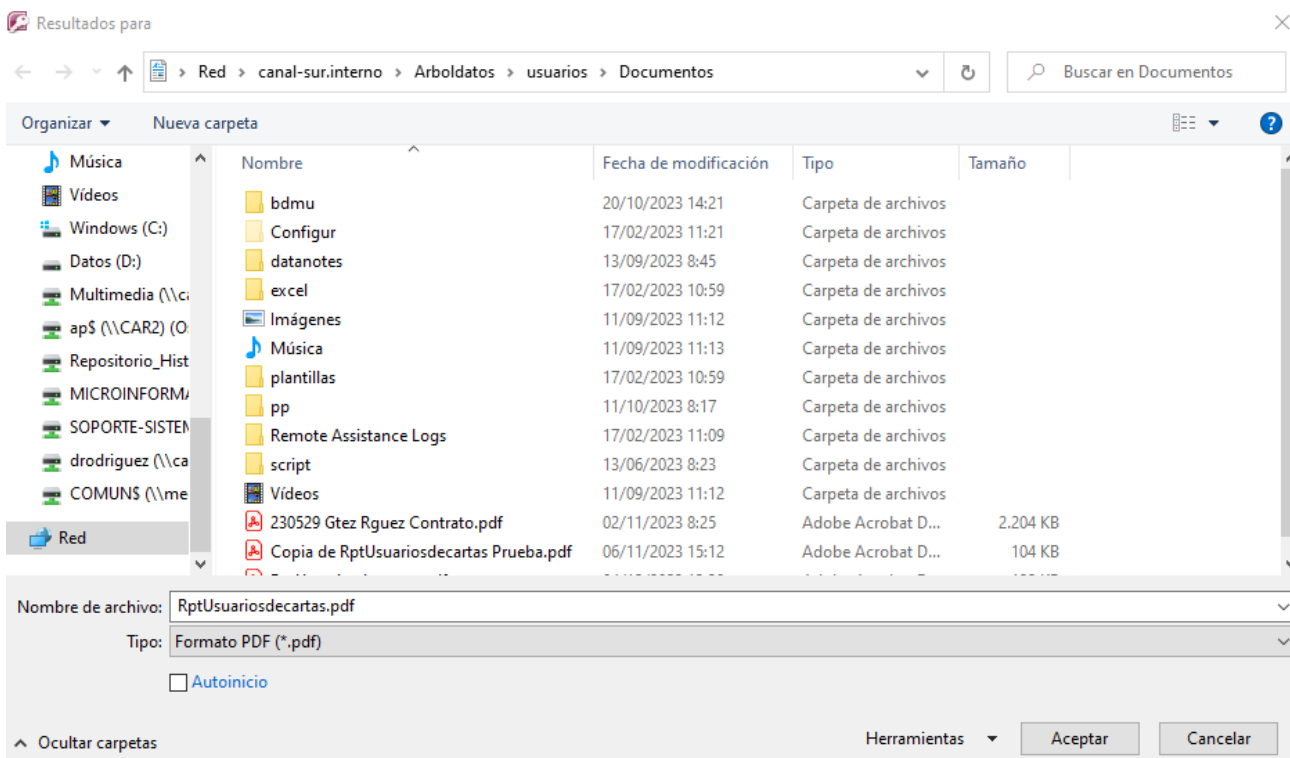 Resultados para
Red > canal-sur.interno > Arboldatos > usuarios > Documentos
Buscar en Documentos
Organizar
Nueva carpeta
Música
Vídeos
Windows (C:)
Datos (D:)
Multimedia (\\ca
ap$ (\\CAR2) (O:
Repositorio_Hist
MICROINFORMA
SOPORTE-SISTEM
drodriguez (\\ca
COMUN$ (\\me
Red
Nombre Fecha de modificación Tipo Tamaño
bdmu 20/10/2023 14:21 Carpeta de archivos
Configur 17/02/2023 11:21 Carpeta de archivos
datanotes 13/09/2023 8:45 Carpeta de archivos
excel 17/02/2023 10:59 Carpeta de archivos
Imágenes 11/09/2023 11:12 Carpeta de archivos
Música 11/09/2023 11:13 Carpeta de archivos
plantillas 17/02/2023 10:59 Carpeta de archivos
pp 11/10/2023 8:17 Carpeta de archivos
Remote Assistance Logs 17/02/2023 11:09 Carpeta de archivos
script 13/06/2023 8:23 Carpeta de archivos
Vídeos 11/09/2023 11:12 Carpeta de archivos
230529 Gtez Rguez Contrato.pdf 02/11/2023 8:25 Adobe Acrobat D... 2.204 KB
Copia de RptUsuariosdecartas Prueba.pdf 06/11/2023 15:12 Adobe Acrobat D... 104 KB
Nombre de archivo: RptUsuariosdecartas.pdf
Tipo: Formato PDF (*.pdf)
Autoinicio
Ocultar carpetas
Herramientas
Aceptar
Cancelar